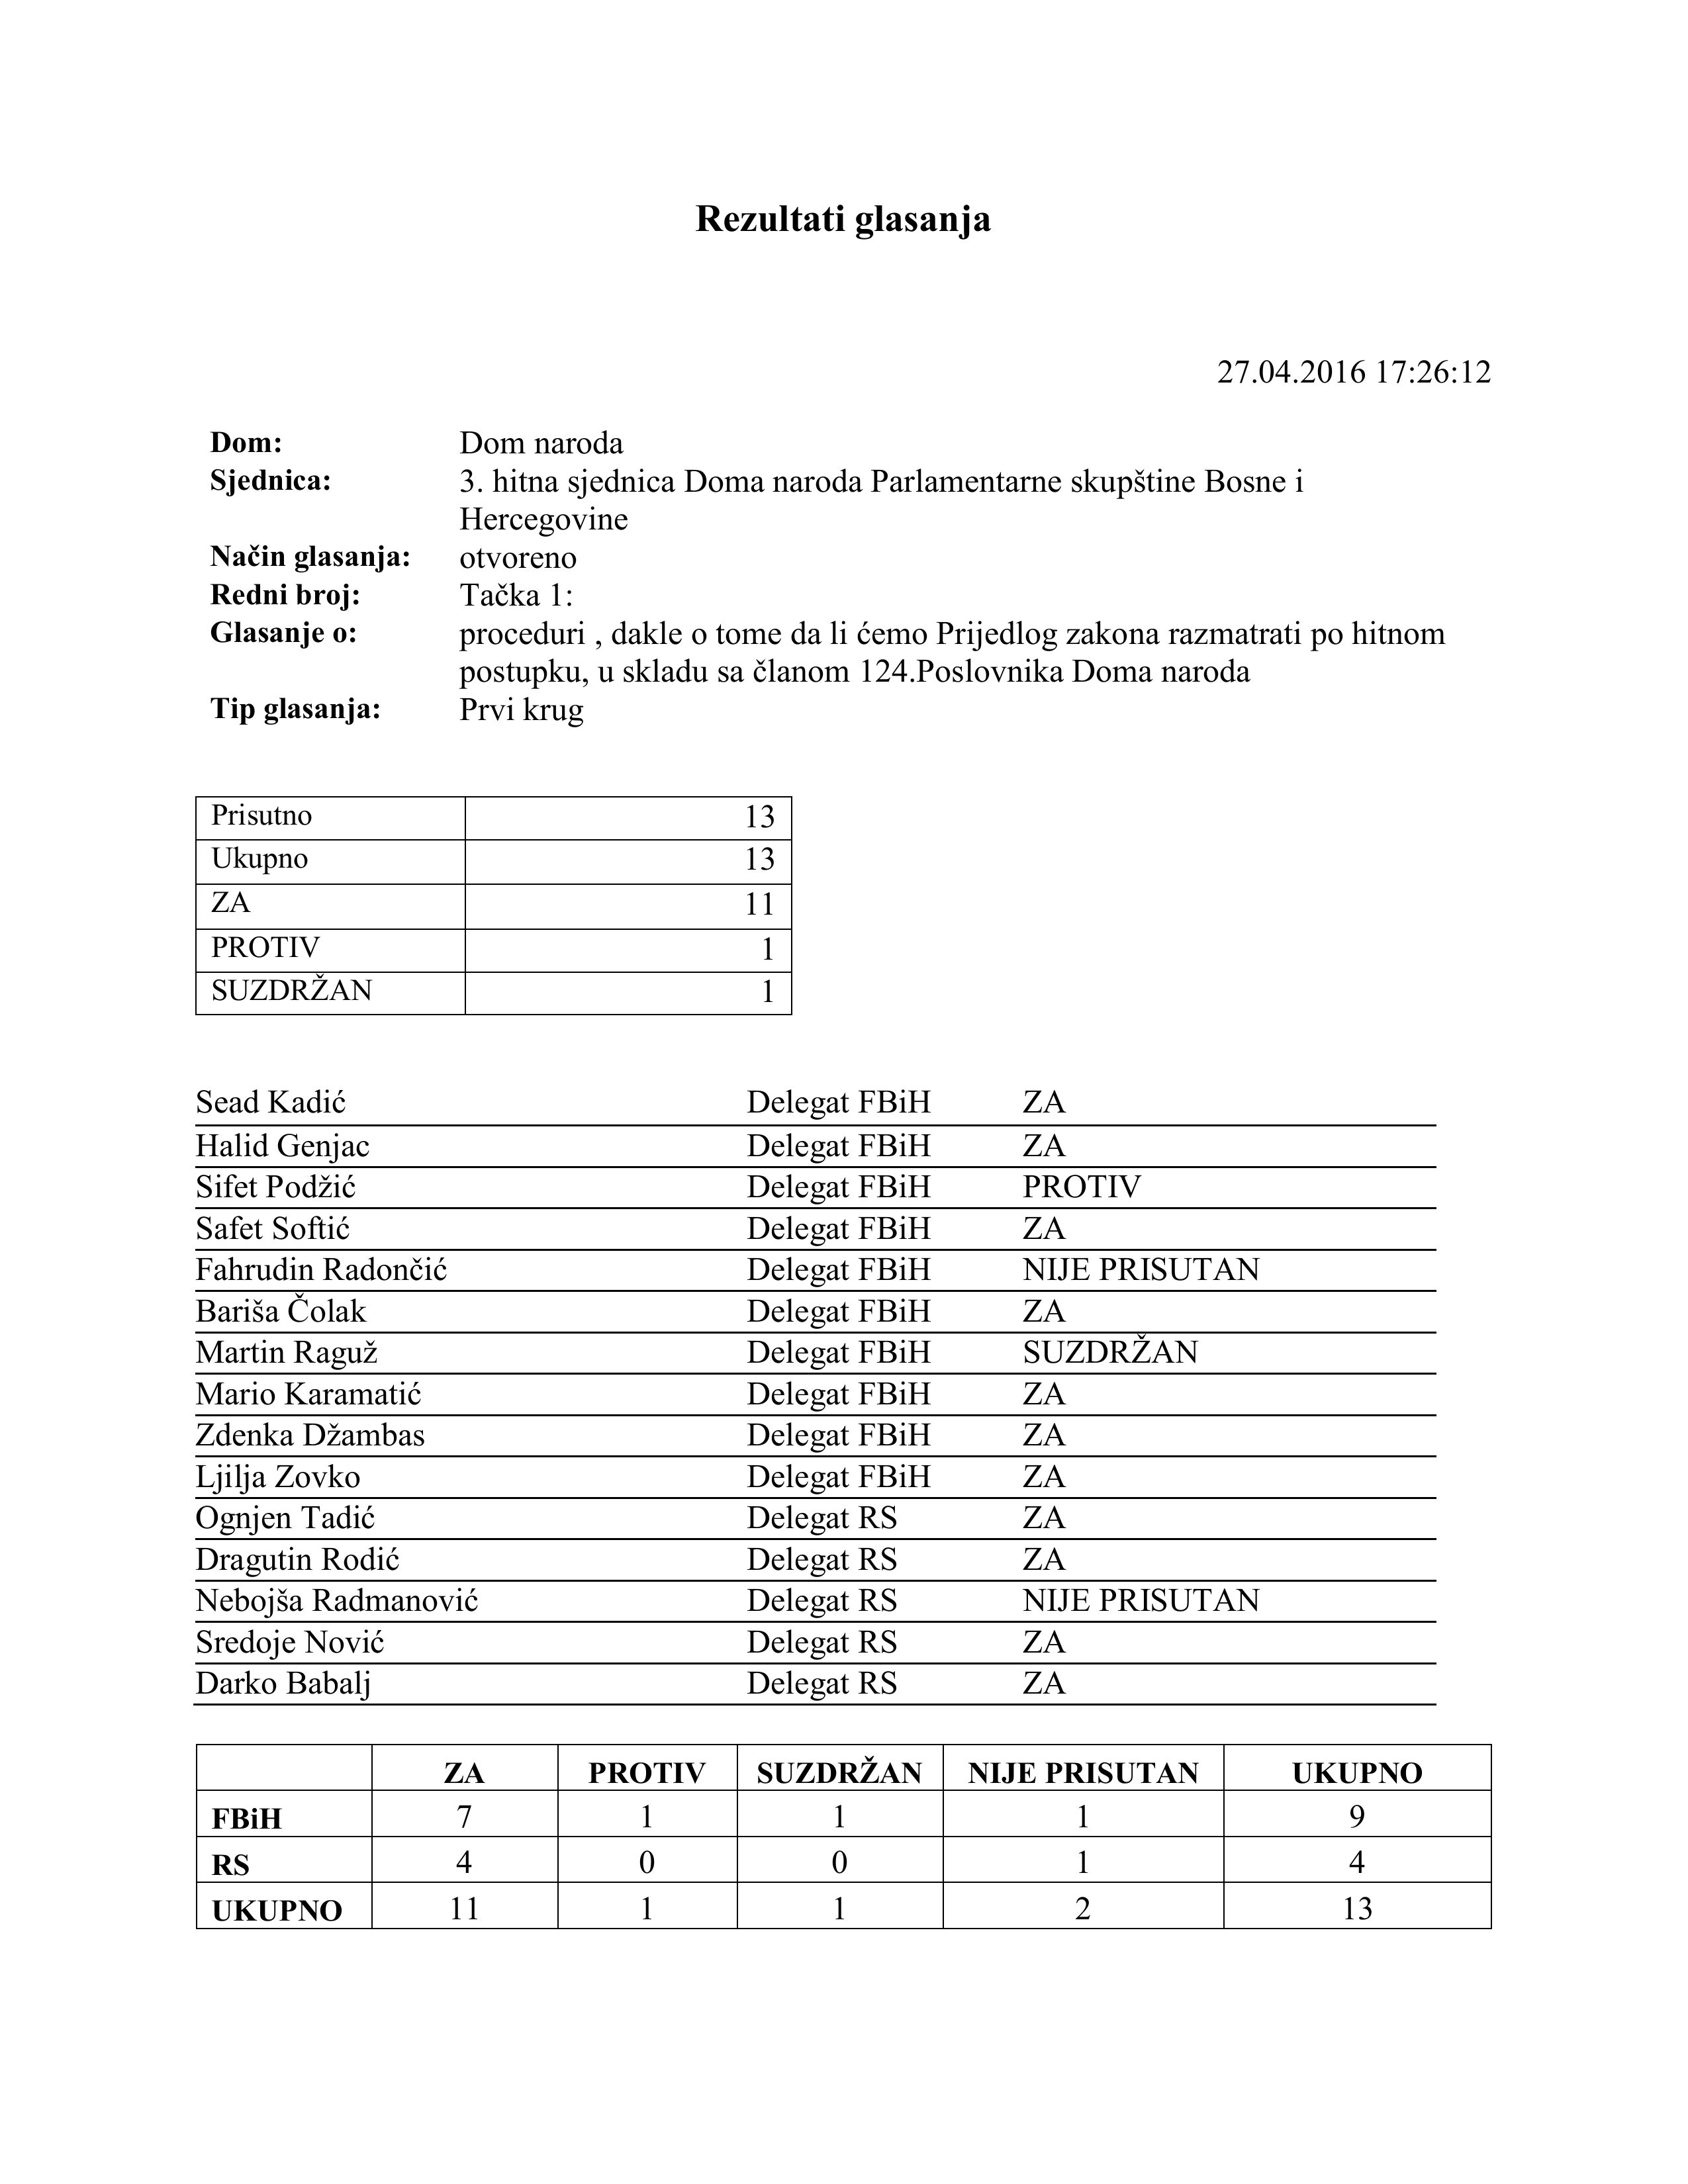 Rezultati glasanja
27.04.2016 17:26:12
Dom: Dom naroda
Sjednica: 3. hitna sjednica Doma naroda Parlamentarne skupštine Bosne i
Hercegovine
Način glasanja: otvoreno
Redni broj: Tačka 1:
Glasanje o: proceduri , dakle o tome da li ćemo Prijedlog zakona razmatrati po hitnom
postupku, u skladu sa članom 124.Poslovnika Doma naroda
Tip glasanja: Prvi krug
Prisutno 13
Ukupno 13
ZA 11
PROTIV 1
SUZDRŽAN 1
Sead Kadić Delegat FBiH ZA
Halid Genjac Delegat FBiH ZA
Sifet Podžić Delegat FBiH PROTIV
Safet Softić Delegat FBiH ZA
Fahrudin Radončić Delegat FBiH NIJE PRISUTAN
Bariša Čolak Delegat FBiH ZA
Martin Raguž Delegat FBiH SUZDRŽAN
Mario Karamatić Delegat FBiH ZA
Zdenka Džambas Delegat FBiH ZA
Ljilja Zovko Delegat FBiH ZA
Ognjen Tadić Delegat RS ZA
Dragutin Rodić Delegat RS ZA
Nebojša Radmanović Delegat RS NIJE PRISUTAN
Sredoje Nović Delegat RS ZA
Darko Babalj Delegat RS ZA
ZA PROTIV SUZDRŽAN NIJE PRISUTAN UKUPNO
FBiH 7 1 1 1 9
RS 4 0 0 1 4
UKUPNO 11 1 1 2 13